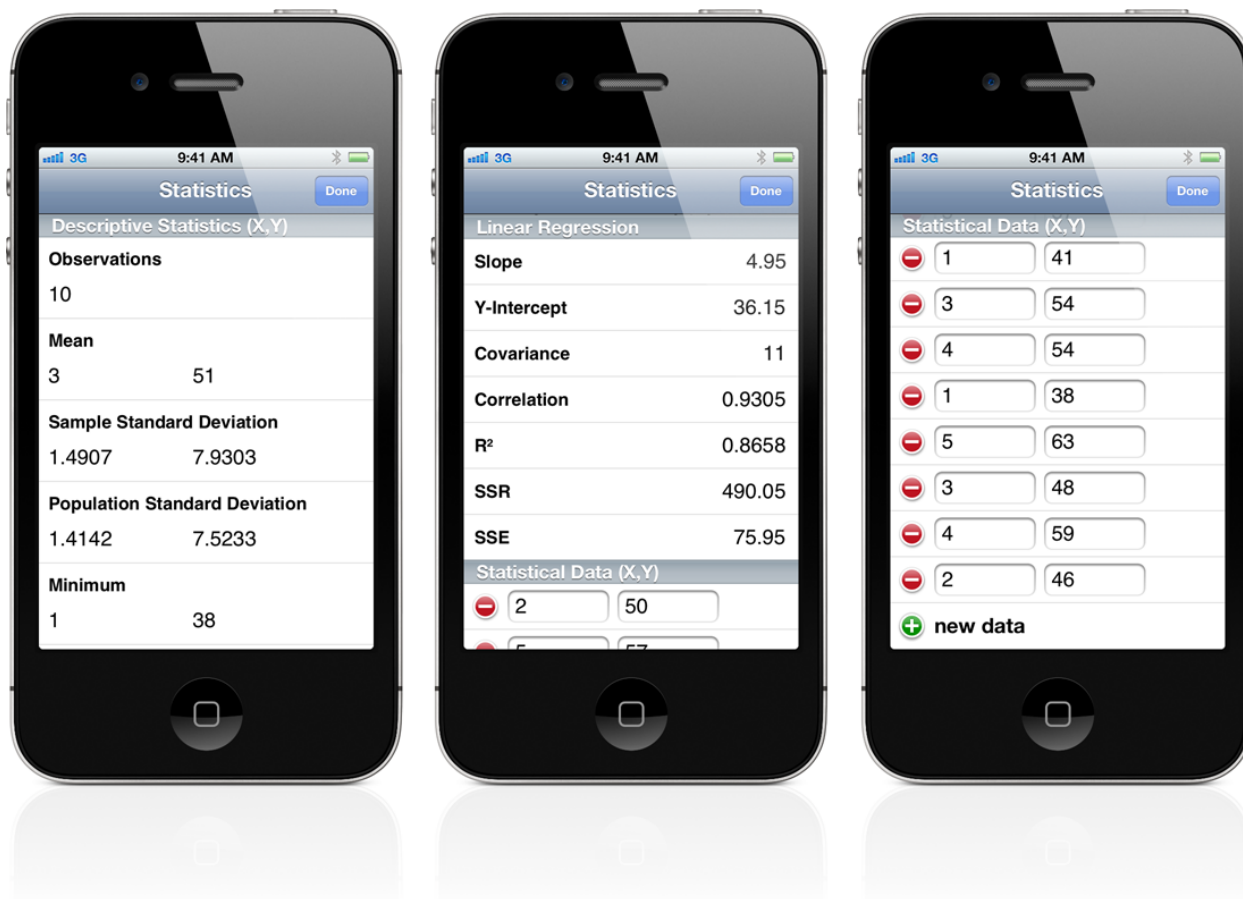 3G 9:41 AM
Statistics Done
Descriptive Statistics (X,Y)
Observations
10
Mean
3 51
Sample Standard Deviation
1.4907 7.9303
Population Standard Deviation
1.4142 7.5233
Minimum
1 38
3G 9:41 AM
Statistics Done
Linear Regression
Slope 4.95
Y-Intercept 36.15
Covariance 11
Correlation 0.9305
R² 0.8658
SSR 490.05
SSE 75.95
Statistical Data (X,Y)
2 50
5 57
3G 9:41 AM
Statistics Done
Statistical Data (X,Y)
1 41
3 54
4 54
1 38
5 63
3 48
4 59
2 46
new data